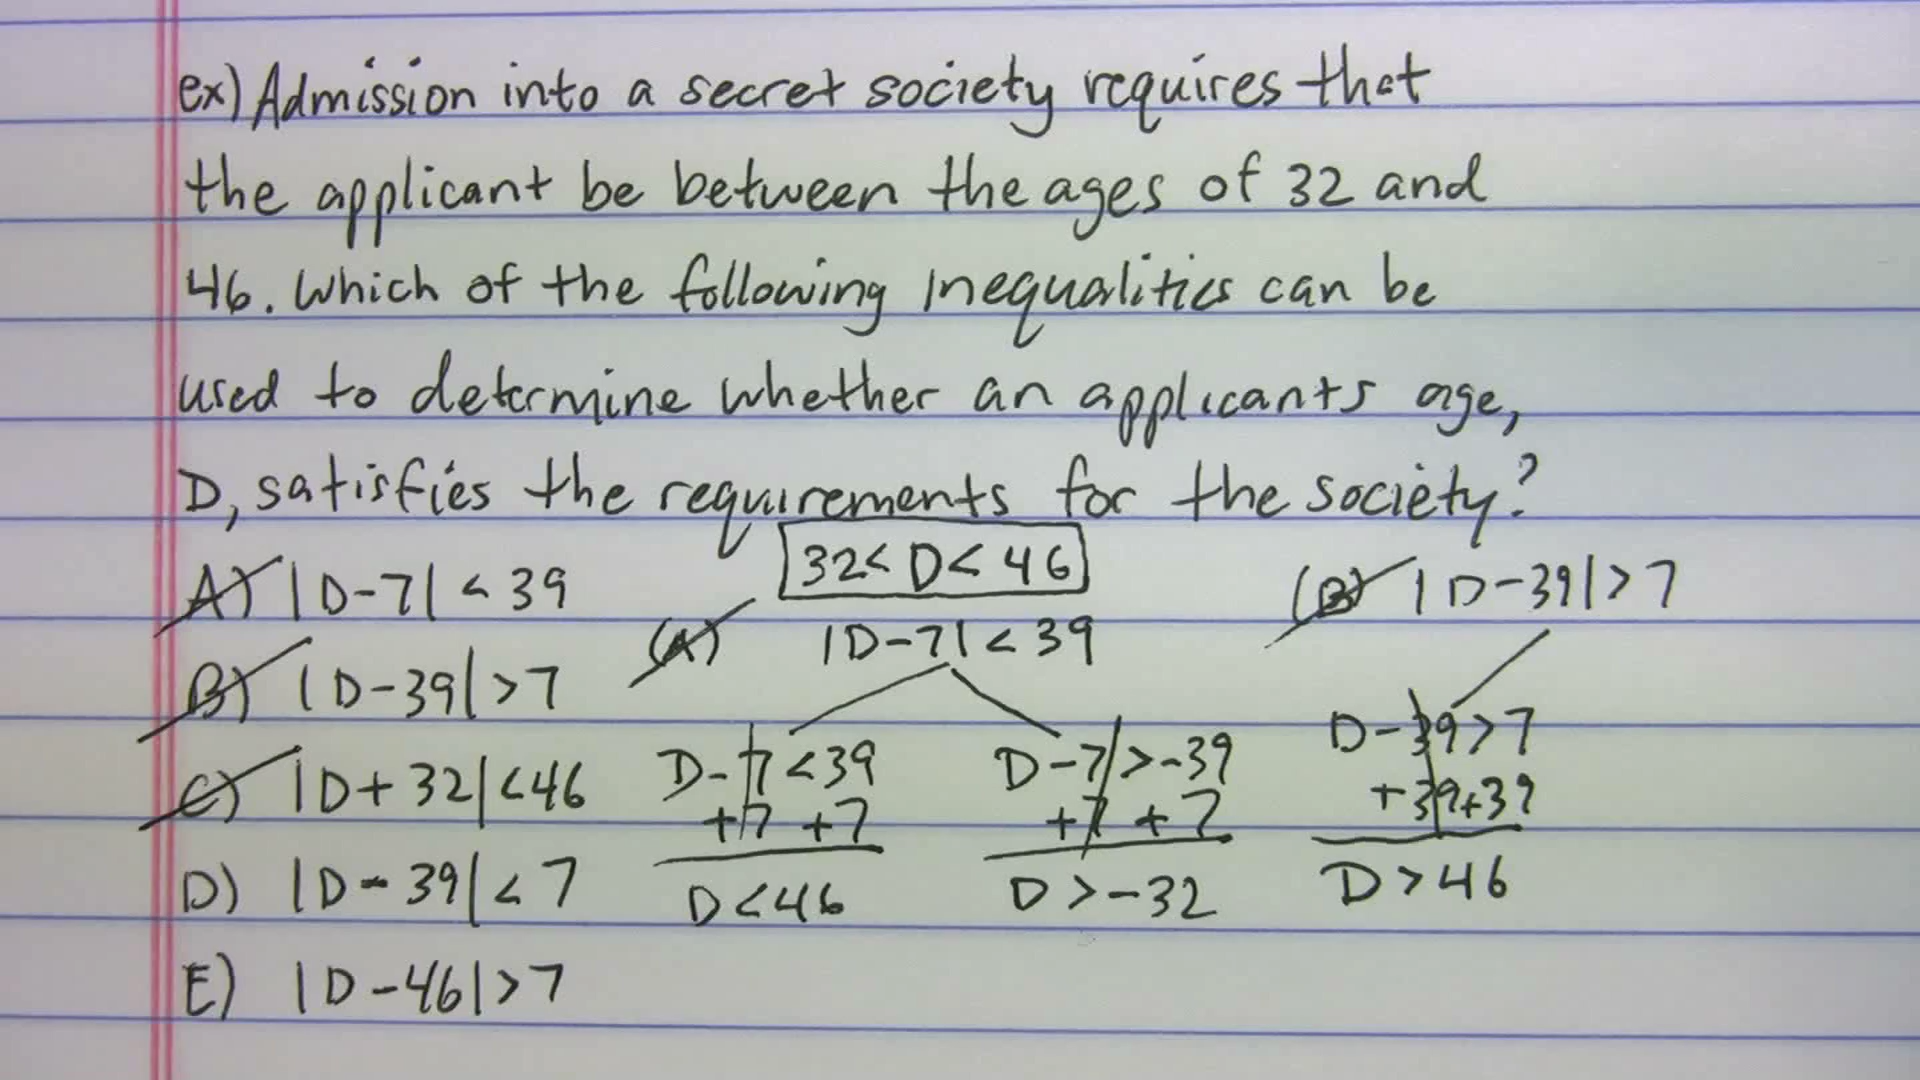 ex) Admission into a secret society requires that
the applicant be between the ages of 32 and
46. Which of the following inequalities can be
used to determine whether an applicants age,
D, satisfies the requirements for the society?
32 < D < 46
A) |D-7| < 39
B) |D-39| > 7
C) |D+32| < 46
D) |D-39| < 7
E) |D-46| > 7
(A) |D-7| < 39
D-7 < 39
+7 +7
D < 46
D-7 > -39
+7 +7
D > -32
(B) |D-39| > 7
D-39 > 7
+39 +39
D > 46